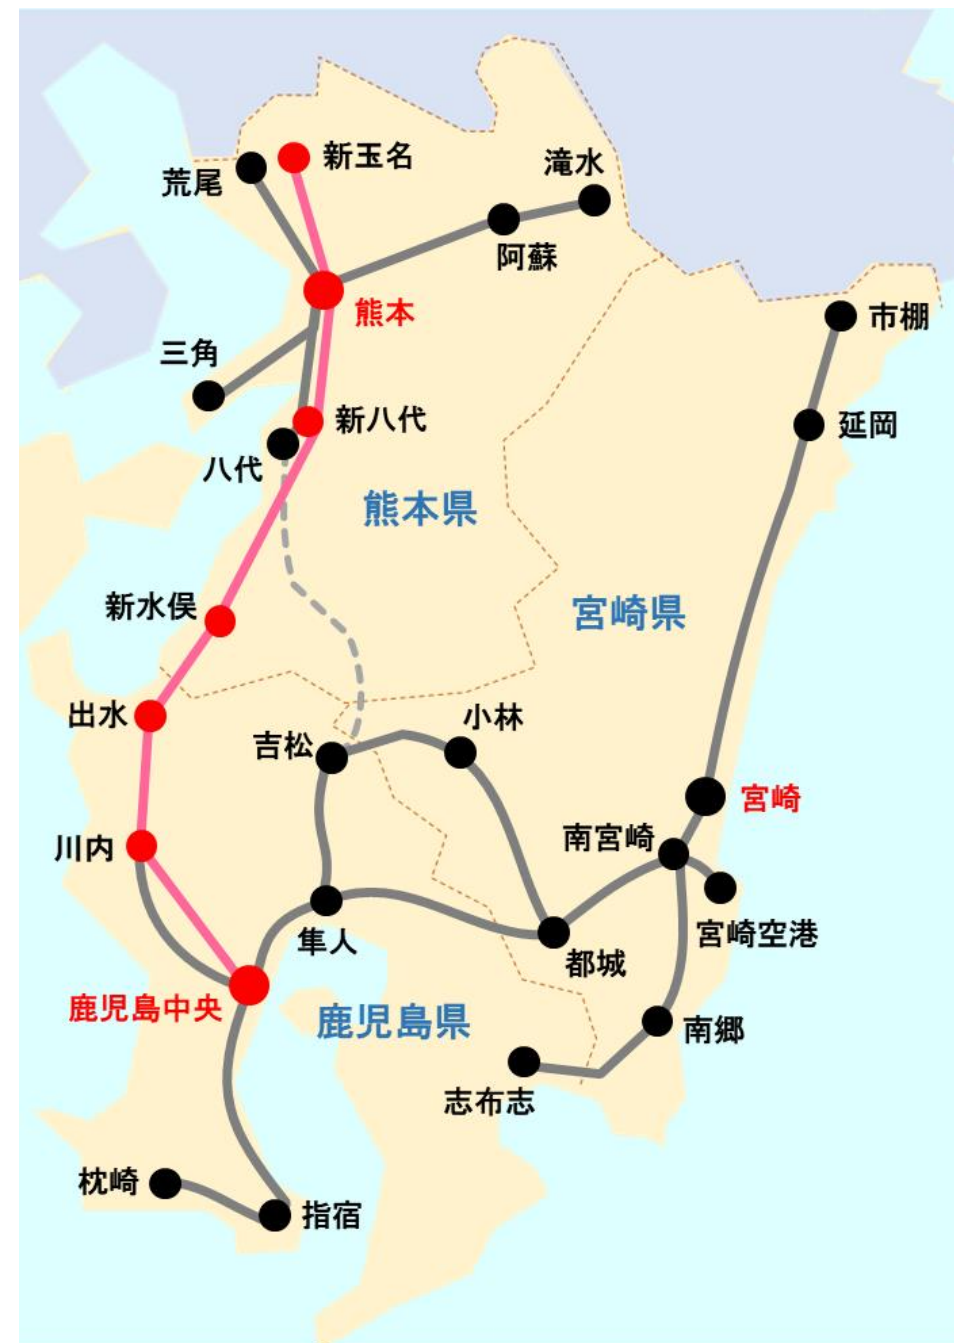 新玉名
滝水
荒尾
阿蘇
熊本
市棚
三角
新八代
延岡
八代
熊本県
新水俣
宮崎県
出水
小林
吉松
宮崎
南宮崎
川内
宮崎空港
隼人
都城
鹿児島中央
鹿児島県
南郷
志布志
枕崎
指宿